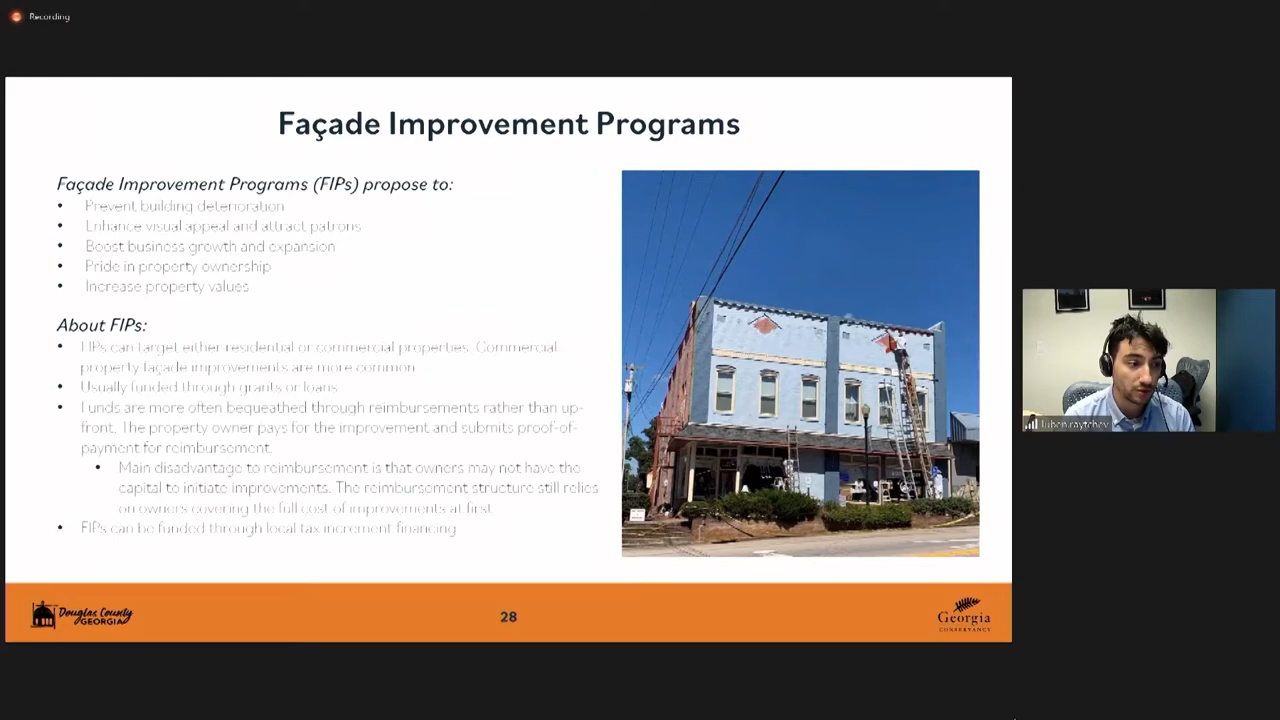 Recording
Façade Improvement Programs
Façade Improvement Programs (FIPs) propose to:
• Prevent building deterioration
• Enhance visual appeal and attract patrons
• Boost business growth and expansion
• Pride in property ownership
• Increase property values
About FIPs:
• FIPs can target either residential or commercial properties. Commercial
property façade improvements are more common
• Usually funded through grants or loans
• Funds are more often bequeathed through reimbursements rather than up-
front. The property owner pays for the improvement and submits proof-of-
payment for reimbursement.
• Main disadvantage to reimbursement is that owners may not have the
capital to initiate improvements. The reimbursement structure still relies
on owners covering the full cost of improvements at first.
• FIPs can be funded through local tax increment financing
luben.raytchev
Douglas County
GEORGIA
28
Georgia
CONSERVANCY